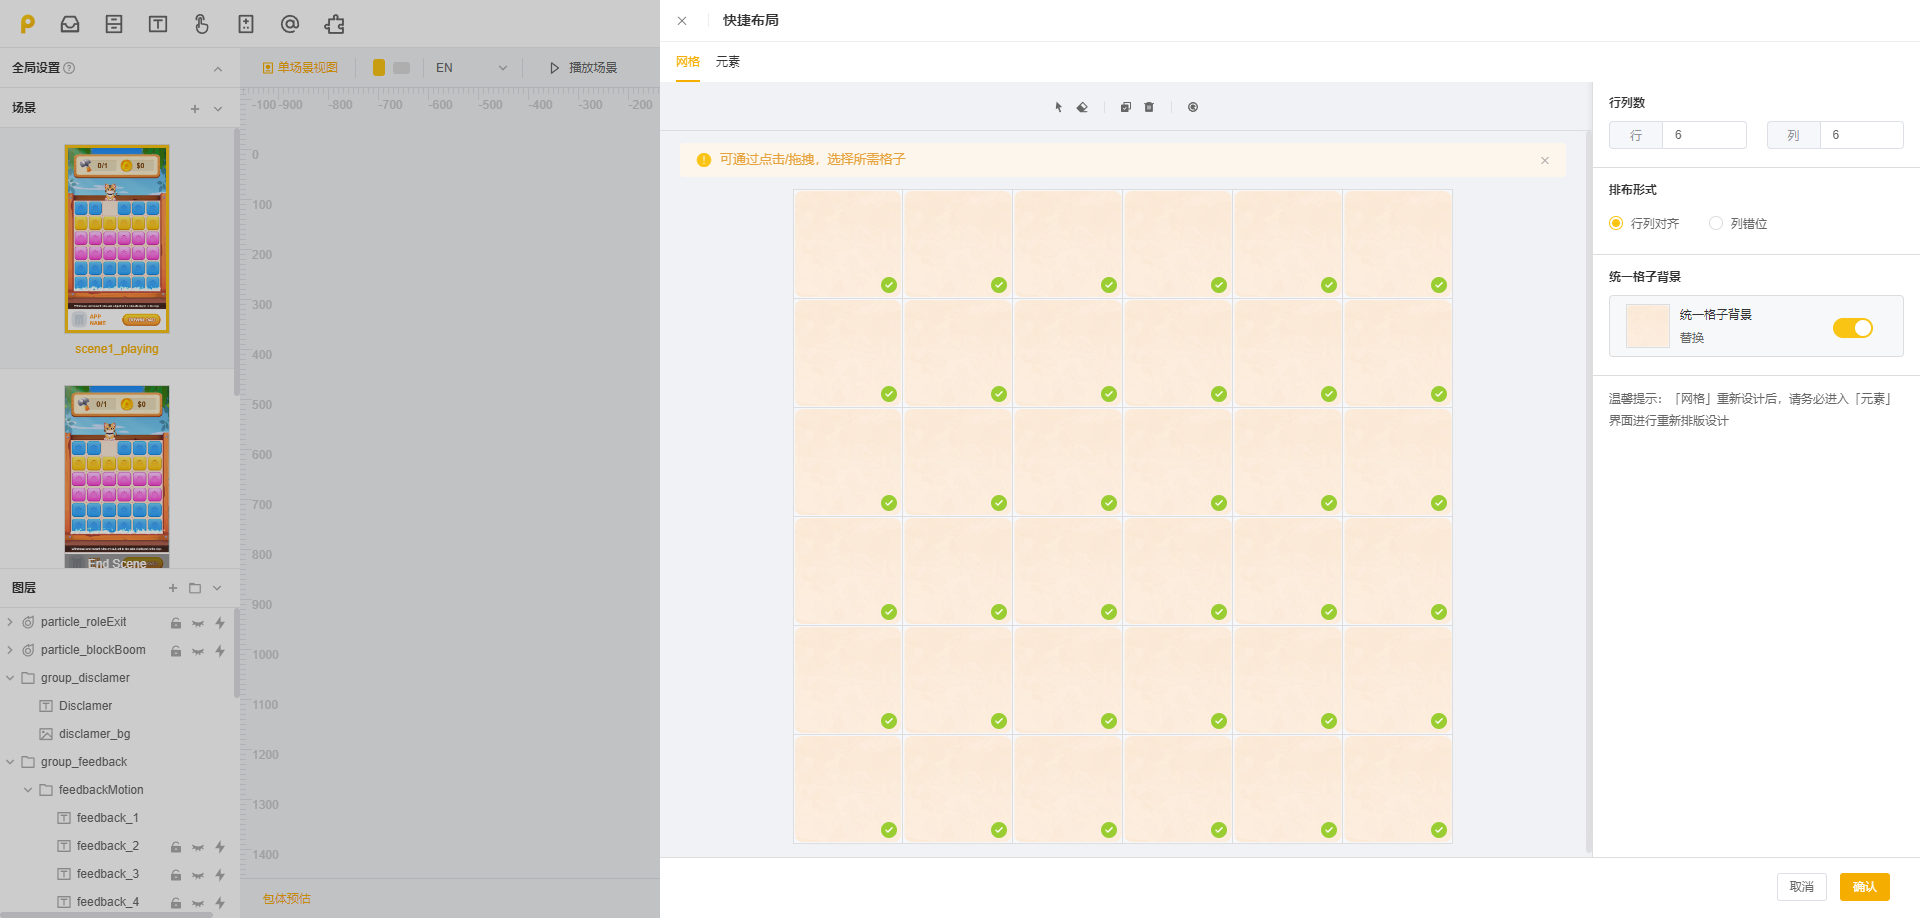 快捷布局
网格
元素
全局设置
单场景视图
EN
播放场景
场景
-100
-900
-800
-700
-600
-500
-400
-300
-200
0
100
200
300
400
500
600
700
800
900
1000
1100
1200
1300
1400
0/1
$0
APP
NAME
scene1_playing
0/1
$0
End Scene
图层
particle_roleExit
particle_blockBoom
group_disclamer
Disclamer
disclamer_bg
group_feedback
feedbackMotion
feedback_1
feedback_2
feedback_3
feedback_4
包体预估
可通过点击/拖拽，选择所需格子
行列数
行
6
列
6
排布形式
行列对齐
列错位
统一格子背景
统一格子背景
替换
温馨提示：「网格」重新设计后，请务必进入「元素」
界面进行重新排版设计
取消
确认